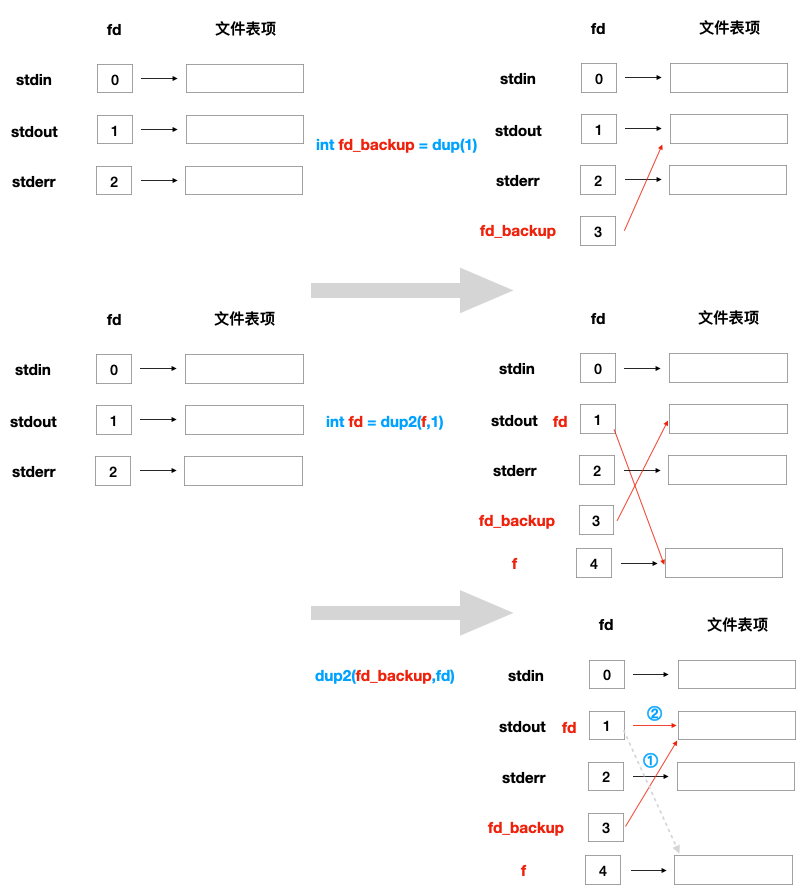 fd 文件表项
stdin 0
stdout 1
stderr 2
int fd_backup = dup(1)
fd 文件表项
stdin 0
stdout 1
stderr 2
fd_backup 3
fd 文件表项
stdin 0
stdout 1
stderr 2
int fd = dup2(f,1)
fd 文件表项
stdin 0
stdout fd 1
stderr 2
fd_backup 3
f 4
dup2(fd_backup,fd)
fd 文件表项
stdin 0
stdout fd 1 ②
①
stderr 2
fd_backup 3
f 4